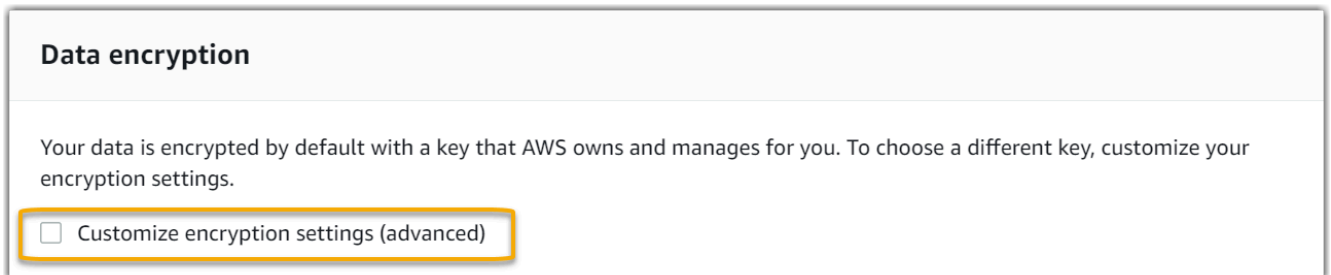 Data encryption
Your data is encrypted by default with a key that AWS owns and manages for you. To choose a different key, customize your
encryption settings.
Customize encryption settings (advanced)